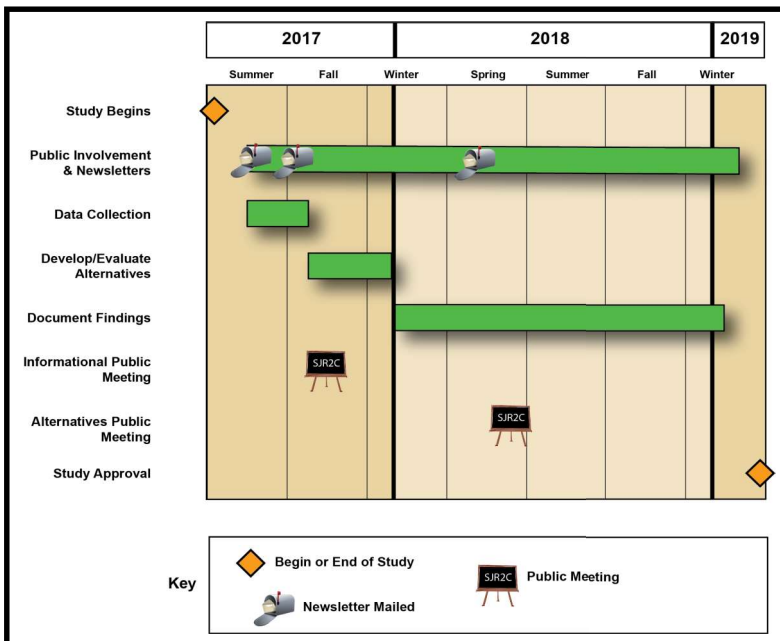 2017 2018 2019
Summer Fall Winter Spring Summer Fall Winter
Study Begins
Public Involvement
& Newsletters
Data Collection
Develop/Evaluate
Alternatives
Document Findings
Informational Public
Meeting
SJR2C
Alternatives Public
Meeting
SJR2C
Study Approval
Key
Begin or End of Study
Newsletter Mailed
SJR2C
Public Meeting